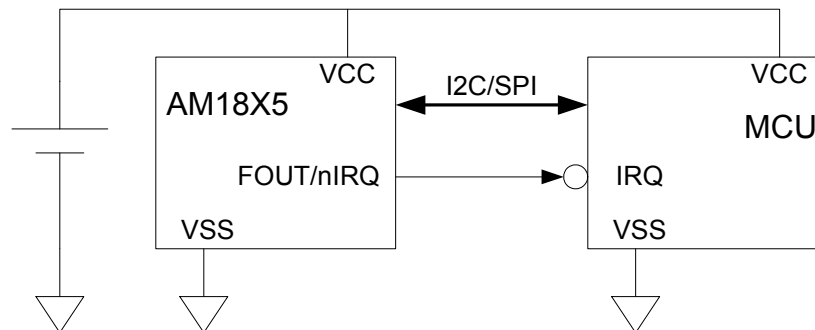 VCC
VCC
I2C/SPI
AM18X5
MCU
FOUT/nIRQ
IRQ
VSS
VSS